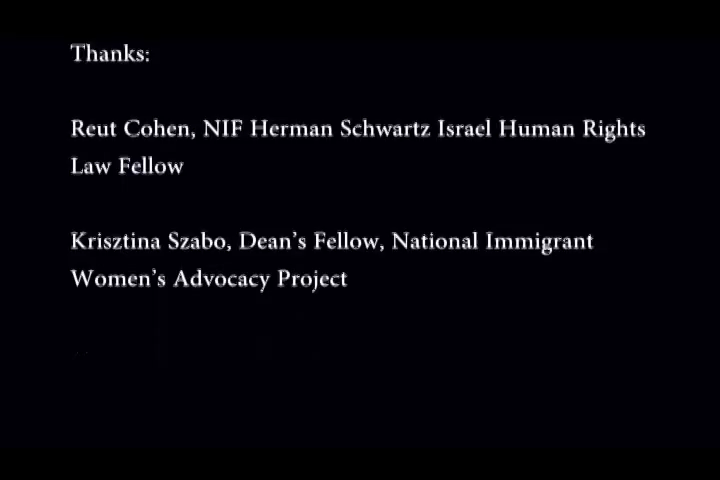 Thanks:
Reut Cohen, NIF Herman Schwartz Israel Human Rights
Law Fellow
Krisztina Szabo, Dean’s Fellow, National Immigrant
Women’s Advocacy Project